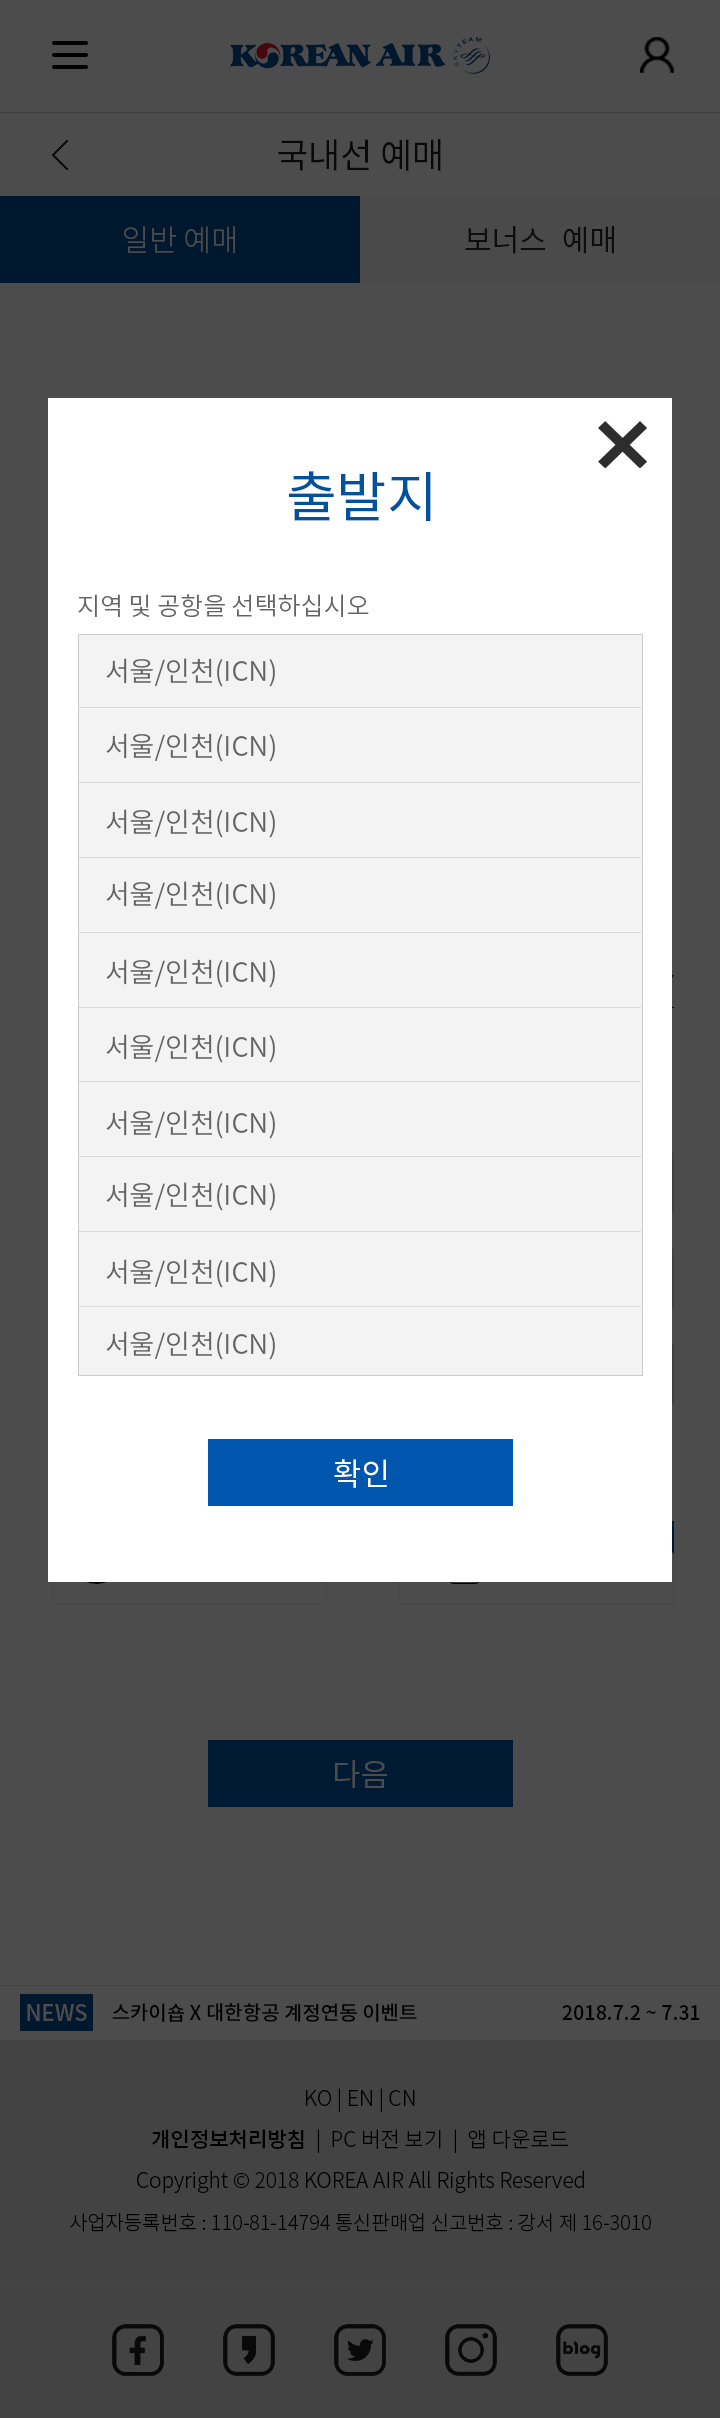 KOREAN AIR
국내선 예매
일반 예매
보너스 예매
출발지
지역 및 공항을 선택하십시오
서울/인천(ICN)
서울/인천(ICN)
서울/인천(ICN)
서울/인천(ICN)
서울/인천(ICN)
서울/인천(ICN)
서울/인천(ICN)
서울/인천(ICN)
서울/인천(ICN)
서울/인천(ICN)
확인
다음
NEWS 스카이숍 X 대한항공 계정연동 이벤트 2018.7.2 ~ 7.31
KO | EN | CN
개인정보처리방침 | PC 버전 보기 | 앱 다운로드
Copyright © 2018 KOREA AIR All Rights Reserved
사업자등록번호 : 110-81-14794 통신판매업 신고번호 : 강서 제 16-3010
blog